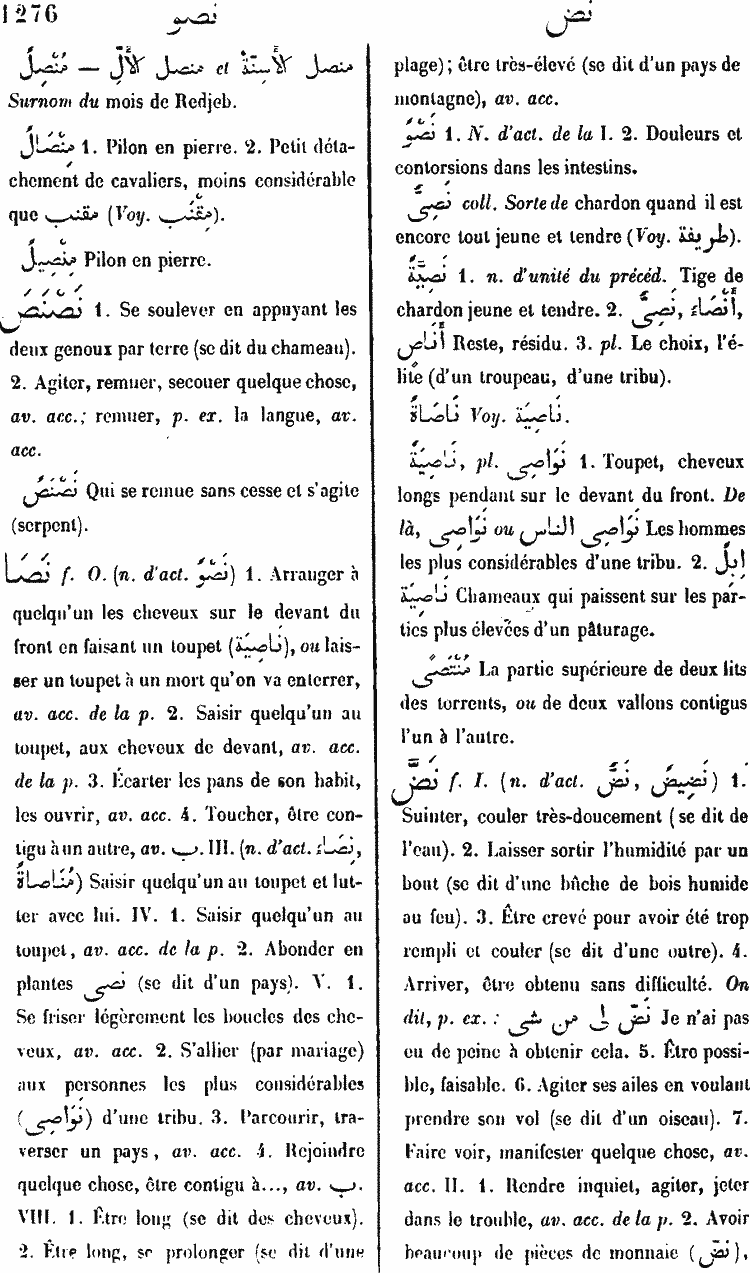 1276 نصو نض
مُنْصِلُ — منصل الأَلِّ et منصل الأَسِنَّة
Surnom du mois de Redjeb.
مِنْصَالٌ 1. Pilon en pierre. 2. Petit déta-
chement de cavaliers, moins considérable
que مقنب (Voy. مِقْنَب).
مِنْصِيلٌ Pilon en pierre.
نَصْنَصَ 1. Se soulever en appuyant les
deux genoux par terre (se dit du chameau).
2. Agiter, remuer, secouer quelque chose,
av. acc.; remuer, p. ex. la langue, av.
acc.
نَصْنَصٌ Qui se remue sans cesse et s'agite
(serpent).
نَصَا f. O. (n. d'act. نَصْوٌ) 1. Arranger à
quelqu'un les cheveux sur le devant du
front en faisant un toupet (نَاصِيَة), ou lais-
ser un toupet à un mort qu'on va enterrer,
av. acc. de la p. 2. Saisir quelqu'un au
toupet, aux cheveux de devant, av. acc.
de la p. 3. Écarter les pans de son habit,
les ouvrir, av. acc. 4. Toucher, être con-
tigu à un autre, av. ب. III. (n. d'act. نِصَاء,
مُنَاصَاةٌ) Saisir quelqu'un au toupet et lut-
ter avec lui. IV. 1. Saisir quelqu'un au
toupet, av. acc. de la p. 2. Abonder en
plantes نصى (se dit d'un pays). V. 1.
Se friser légèrement les boucles des che-
veux, av. acc. 2. S'allier (par mariage)
aux personnes les plus considérables
(نَوَاصِى) d'une tribu. 3. Parcourir, tra-
verser un pays, av. acc. 4. Rejoindre
quelque chose, être contigu à..., av. ب.
VIII. 1. Être long (se dit des cheveux).
2. Être long, se prolonger (se dit d'une
plage); être très-élevé (se dit d'un pays de
montagne), av. acc.
نَصْوٌ 1. N. d'act. de la I. 2. Douleurs et
contorsions dans les intestins.
نَصِىٌّ coll. Sorte de chardon quand il est
encore tout jeune et tendre (Voy. طريفة).
نَصِيَّةٌ 1. n. d'unité du précéd. Tige de
chardon jeune et tendre. 2. نَصِىٌّ, أَنْصَاءٌ,
أَنَاصٍ Reste, résidu. 3. pl. Le choix, l'é-
lite (d'un troupeau, d'une tribu).
نَاصَاةٌ Voy. نَاصِيَة.
نَاصِيَةٌ, pl. نَوَاصِى 1. Toupet, cheveux
longs pendant sur le devant du front. De
là, نَوَاصِى ou نَوَاصِى الناس Les hommes
les plus considérables d'une tribu. 2. إِبِلٌ
نَاصِيَةٌ Chameaux qui paissent sur les par-
ties plus élevées d'un pâturage.
مُنْتَصًى La partie supérieure de deux lits
des torrents, ou de deux vallons contigus
l'un à l'autre.
نَضَّ f. I. (n. d'act. نَضٌّ, نَضِيضٌ) 1.
Suinter, couler très-doucement (se dit de
l'eau). 2. Laisser sortir l'humidité par un
bout (se dit d'une bûche de bois humide
au feu). 3. Être crevé pour avoir été trop
rempli et couler (se dit d'une outre). 4.
Arriver, être obtenu sans difficulté. On
dit, p. ex.: نَضّ لى من شى Je n'ai pas
eu de peine à obtenir cela. 5. Être possi-
ble, faisable. 6. Agiter ses ailes en voulant
prendre son vol (se dit d'un oiseau). 7.
Faire voir, manifester quelque chose, av.
acc. II. 1. Rendre inquiet, agiter, jeter
dans le trouble, av. acc. de la p. 2. Avoir
beaucoup de pièces de monnaie (نَضّ),